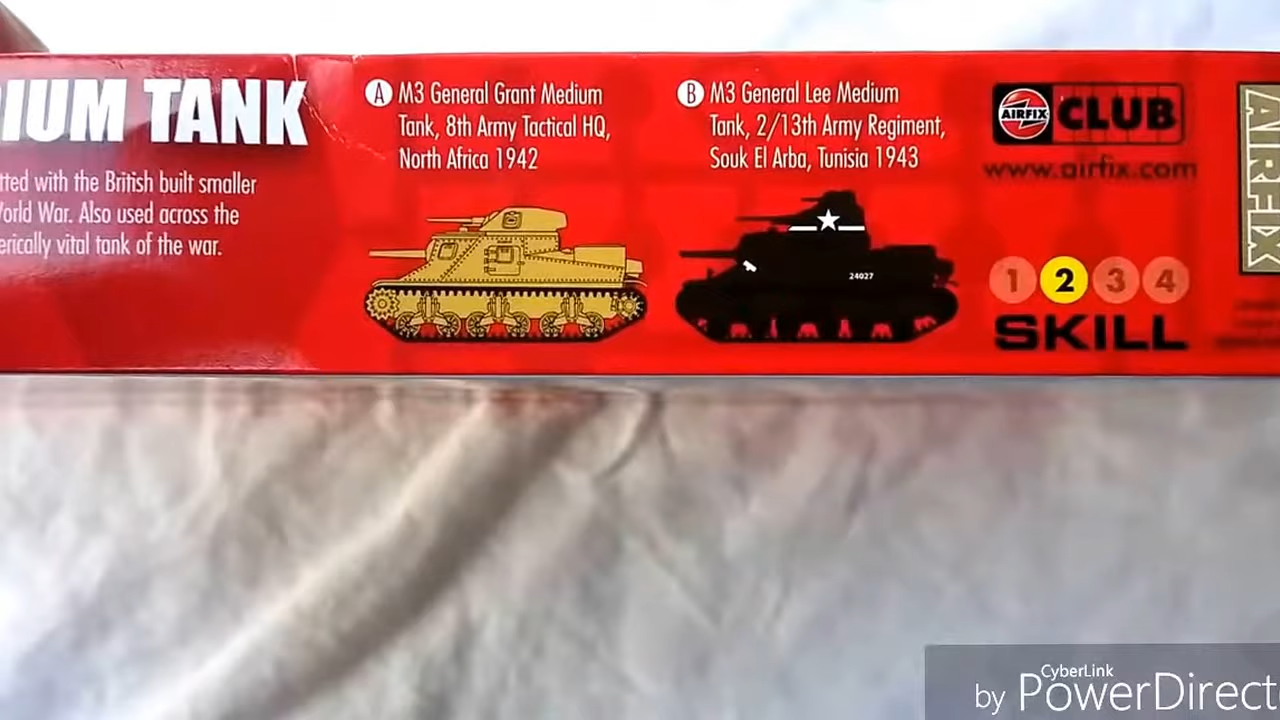 IUM TANK
tted with the British built smaller
orld War. Also used across the
erically vital tank of the war.
A M3 General Grant Medium
Tank, 8th Army Tactical HQ,
North Africa 1942
B M3 General Lee Medium
Tank, 2/13th Army Regiment,
Souk El Arba, Tunisia 1943
24027
AIRFIX CLUB
www.airfix.com
1 2 3 4
SKILL
AIRFIX
CyberLink
by PowerDirect